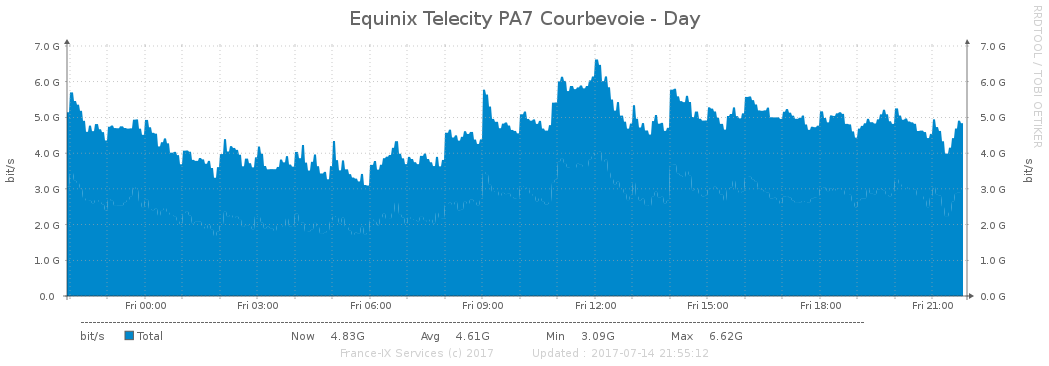 Equinix Telecity PA7 Courbevoie - Day
RRDTOOL / TOBI OETIKER
7.0 G 7.0 G
6.0 G 6.0 G
5.0 G 5.0 G
4.0 G 4.0 G
3.0 G 3.0 G
2.0 G 2.0 G
1.0 G 1.0 G
0.0 0.0 G
bit/s
bit/s
Fri 00:00 Fri 03:00 Fri 06:00 Fri 09:00 Fri 12:00 Fri 15:00 Fri 18:00 Fri 21:00
bit/s Total Now 4.83G Avg 4.61G Min 3.09G Max 6.62G
France-IX Services (c) 2017 Updated : 2017-07-14 21:55:12